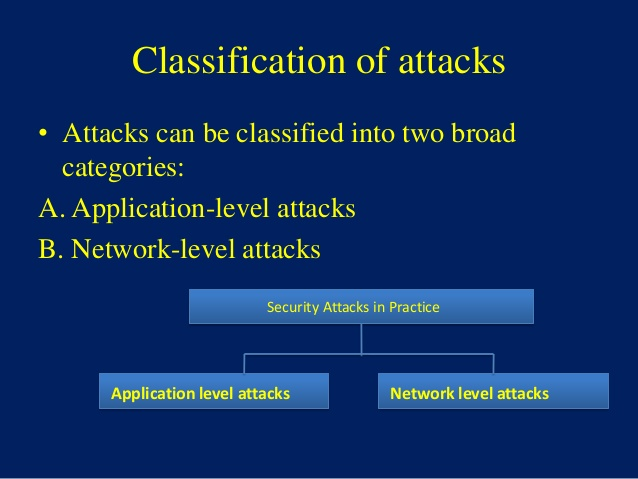 Classification of attacks
• Attacks can be classified into two broad
categories:
A. Application-level attacks
B. Network-level attacks
Security Attacks in Practice
Application level attacks
Network level attacks